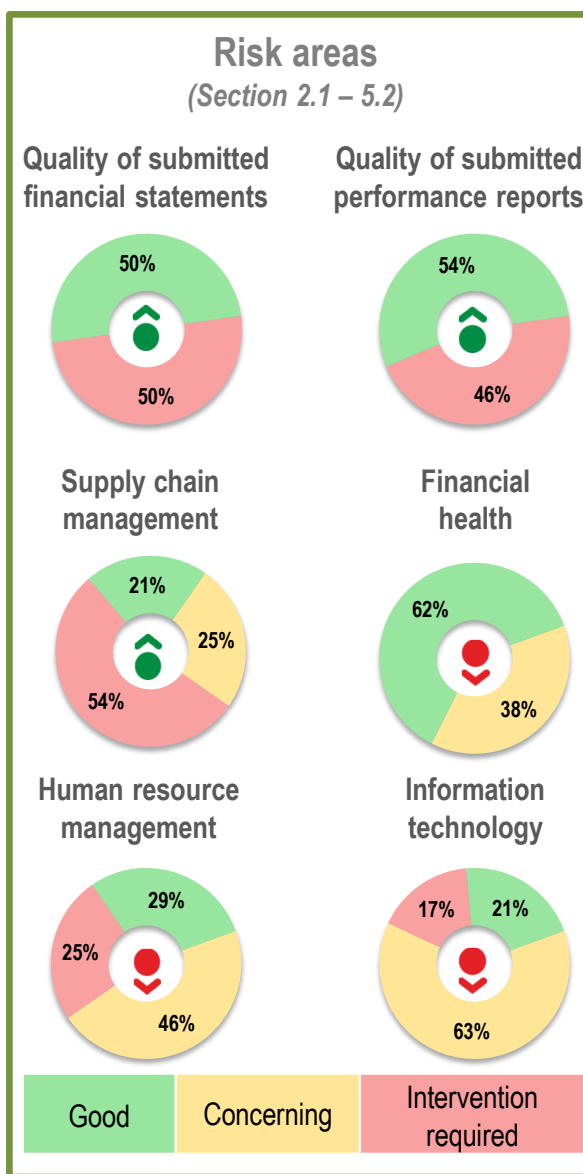 Risk areas
(Section 2.1 – 5.2)
Quality of submitted
financial statements
50%
50%
Quality of submitted
performance reports
54%
46%
Supply chain
management
21%
25%
54%
Financial
health
62%
38%
Human resource
management
29%
25%
46%
Information
technology
17%
21%
63%
Good
Concerning
Intervention
required